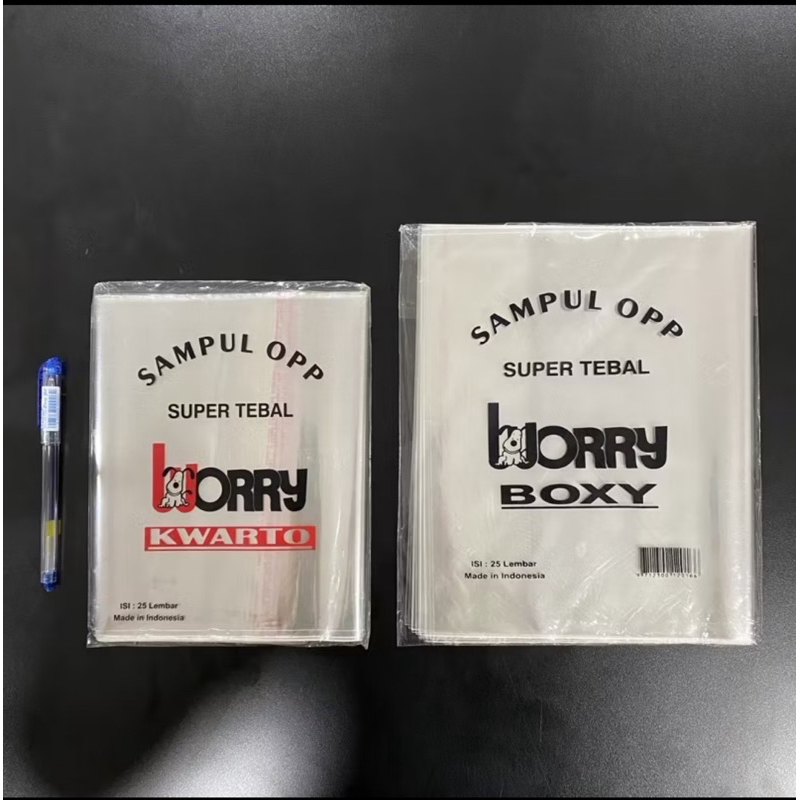 SAMPUL OPP
SUPER TEBAL
WORRY
KWARTO
ISI : 25 Lembar
Made in Indonesia
SAMPUL OPP
SUPER TEBAL
WORRY
BOXY
ISI : 25 Lembar
Made in Indonesia